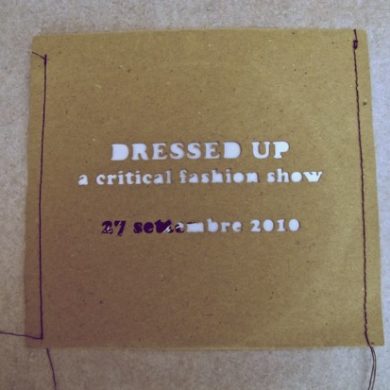 DRESSED UP
a critical fashion show
27 settembre 2010